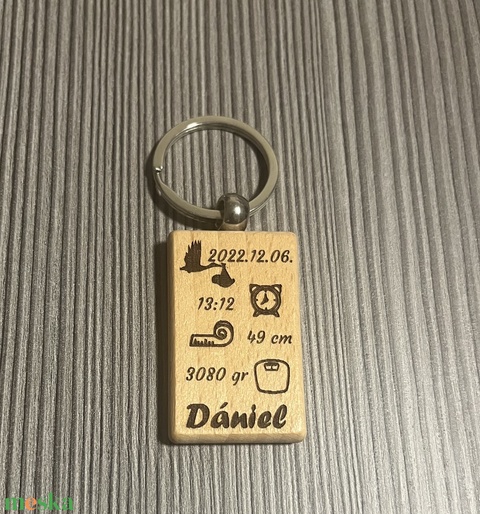 2022.12.06.
13:12
49 cm
3080 gr
Dániel
meska